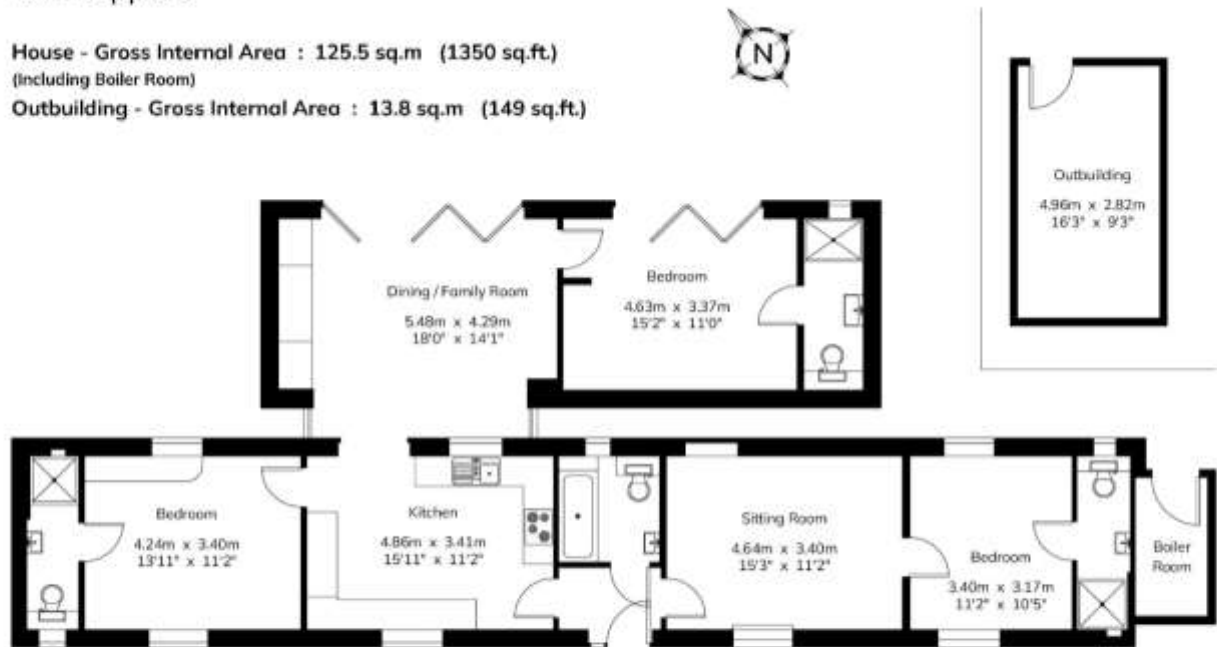 House - Gross Internal Area : 125.5 sq.m (1350 sq.ft.)
(Including Boiler Room)
Outbuilding - Gross Internal Area : 13.8 sq.m (149 sq.ft.)
N
Outbuilding
4.96m x 2.82m
16'3" x 9'3"
Dining / Family Room
5.48m x 4.29m
18'0" x 14'1"
Bedroom
4.63m x 3.37m
15'2" x 11'0"
Bedroom
4.24m x 3.40m
13'11" x 11'2"
Kitchen
4.86m x 3.41m
15'11" x 11'2"
Sitting Room
4.64m x 3.40m
15'3" x 11'2"
Bedroom
3.40m x 3.17m
11'2" x 10'5"
Boiler
Room